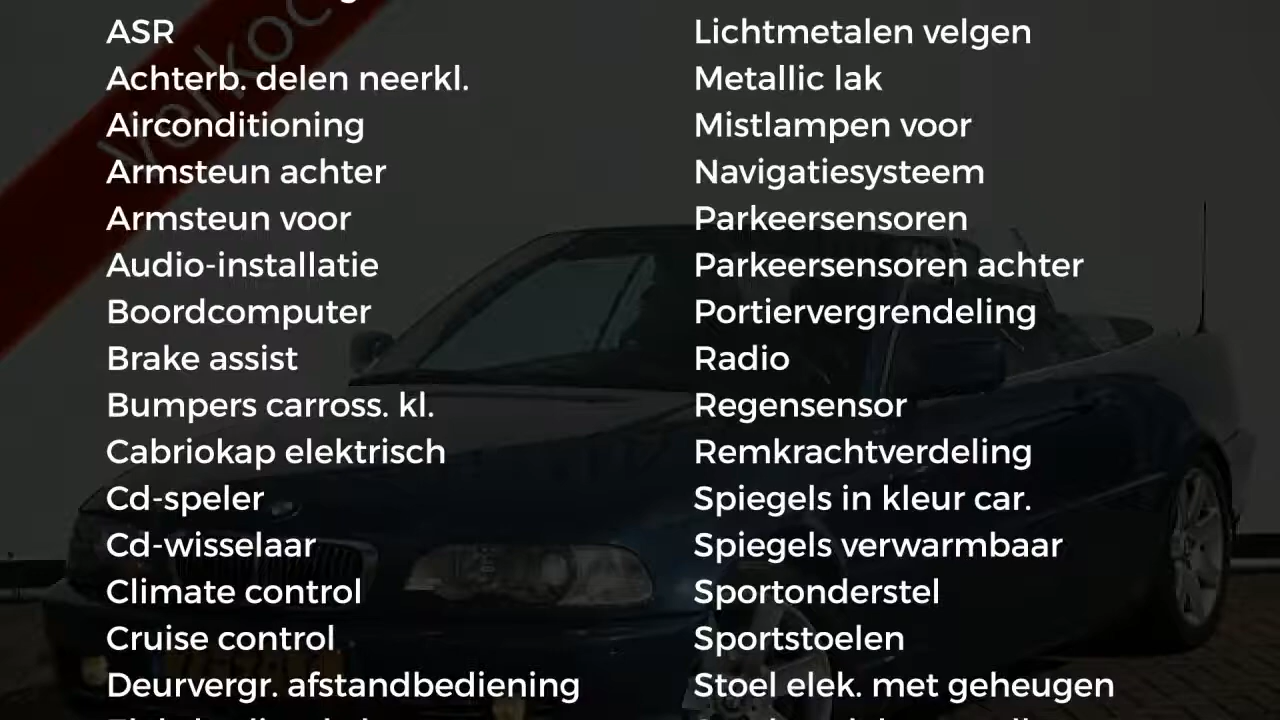 ASR
Achterb. delen neerkl.
Airconditioning
Armsteun achter
Armsteun voor
Audio-installatie
Boordcomputer
Brake assist
Bumpers carross. kl.
Cabriokap elektrisch
Cd-speler
Cd-wisselaar
Climate control
Cruise control
Deurvergr. afstandbediening
Lichtmetalen velgen
Metallic lak
Mistlampen voor
Navigatiesysteem
Parkeersensoren
Parkeersensoren achter
Portiervergrendeling
Radio
Regensensor
Remkrachtverdeling
Spiegels in kleur car.
Spiegels verwarmbaar
Sportonderstel
Sportstoelen
Stoel elek. met geheugen